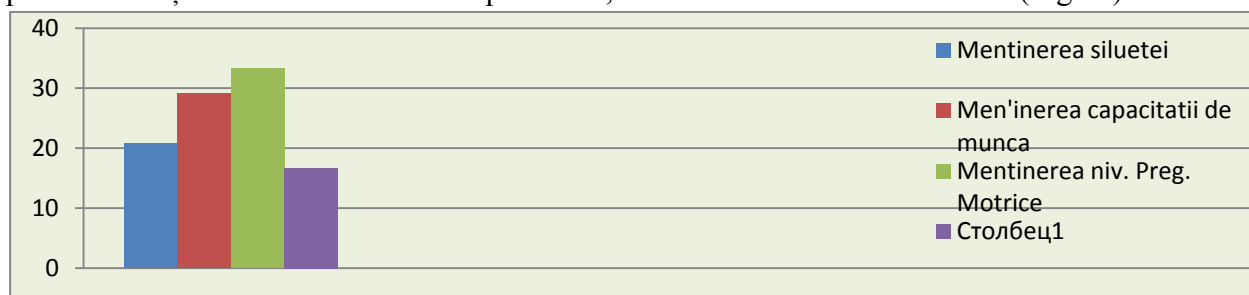 40
30
20
10
0
Mentinerea siluetei
Men'inerea capacitatii de
munca
Mentinerea niv. Preg.
Motrice
Столбец1